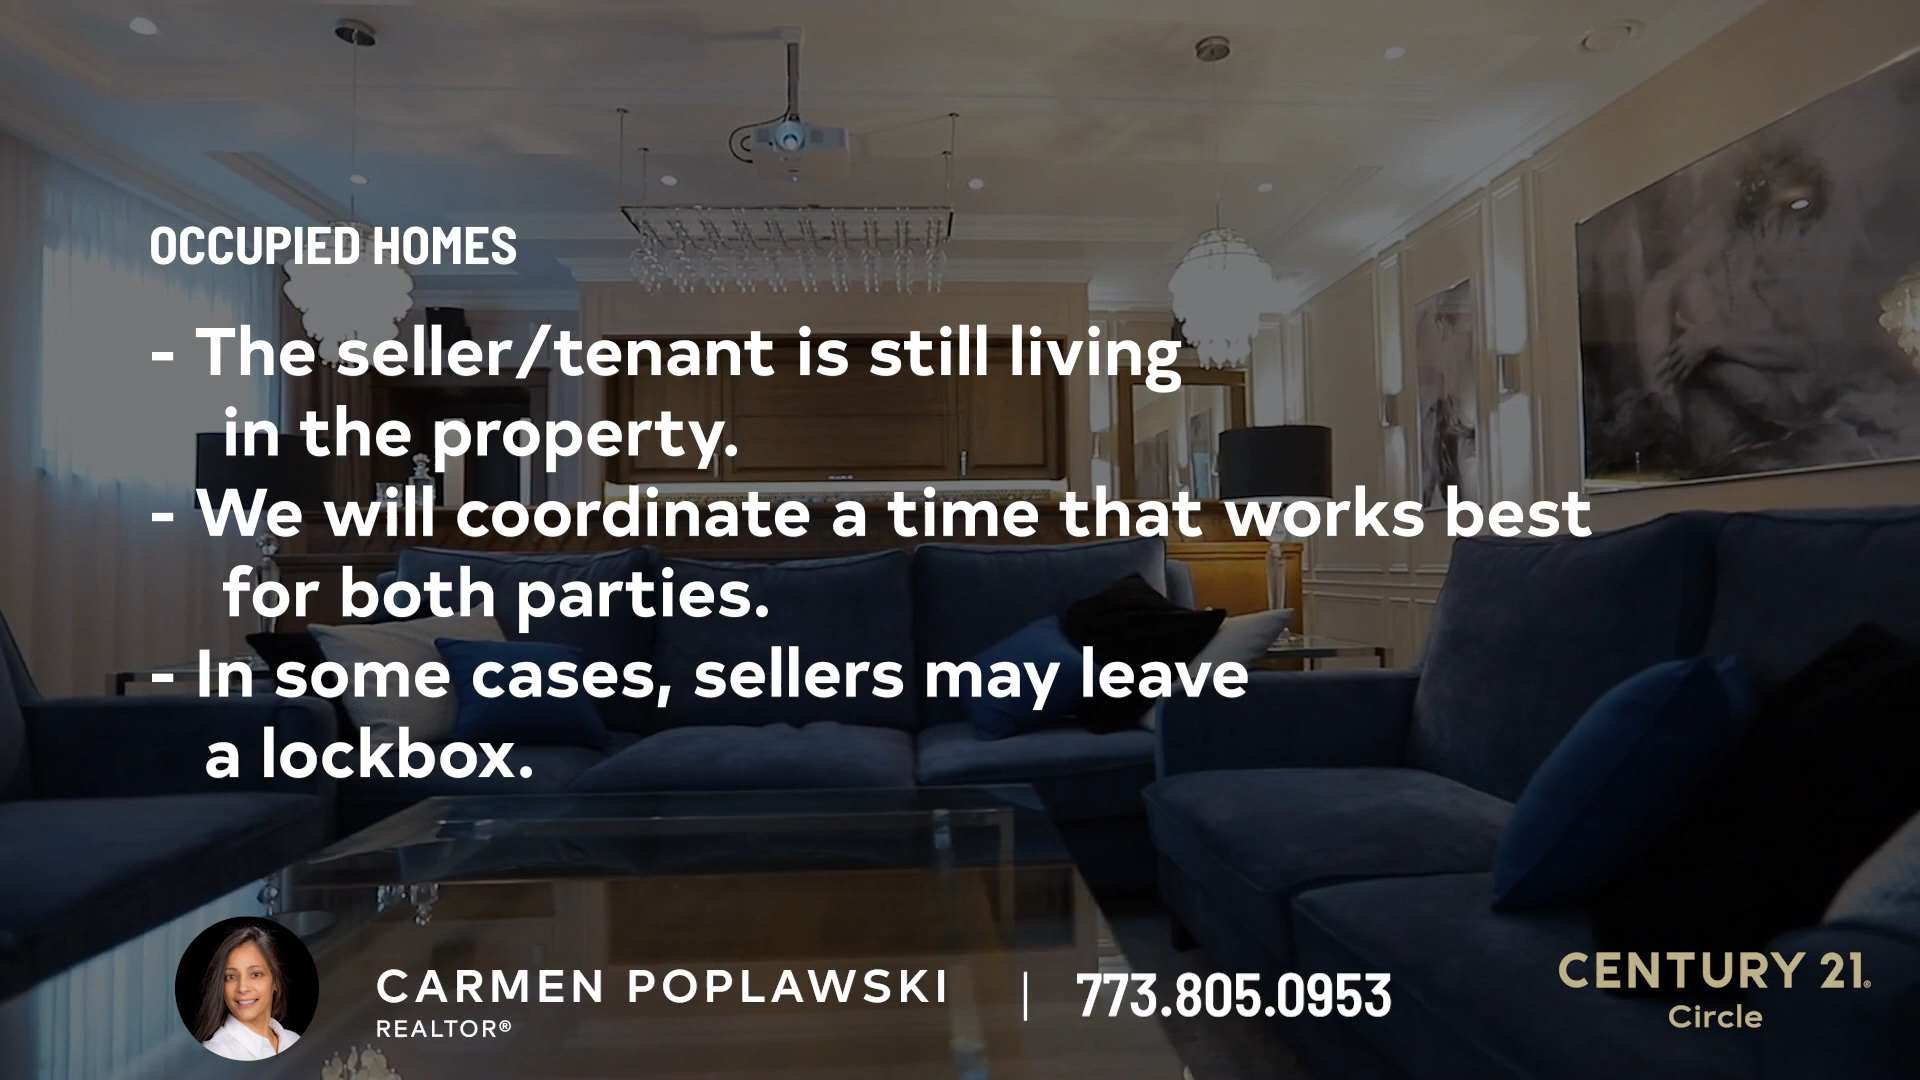 OCCUPIED HOMES
- The seller/tenant is still living
in the property.
- We will coordinate a time that works best
for both parties.
- In some cases, sellers may leave
a lockbox.
CARMEN POPLAWSKI | 773.805.0953
REALTOR®
CENTURY 21®
Circle